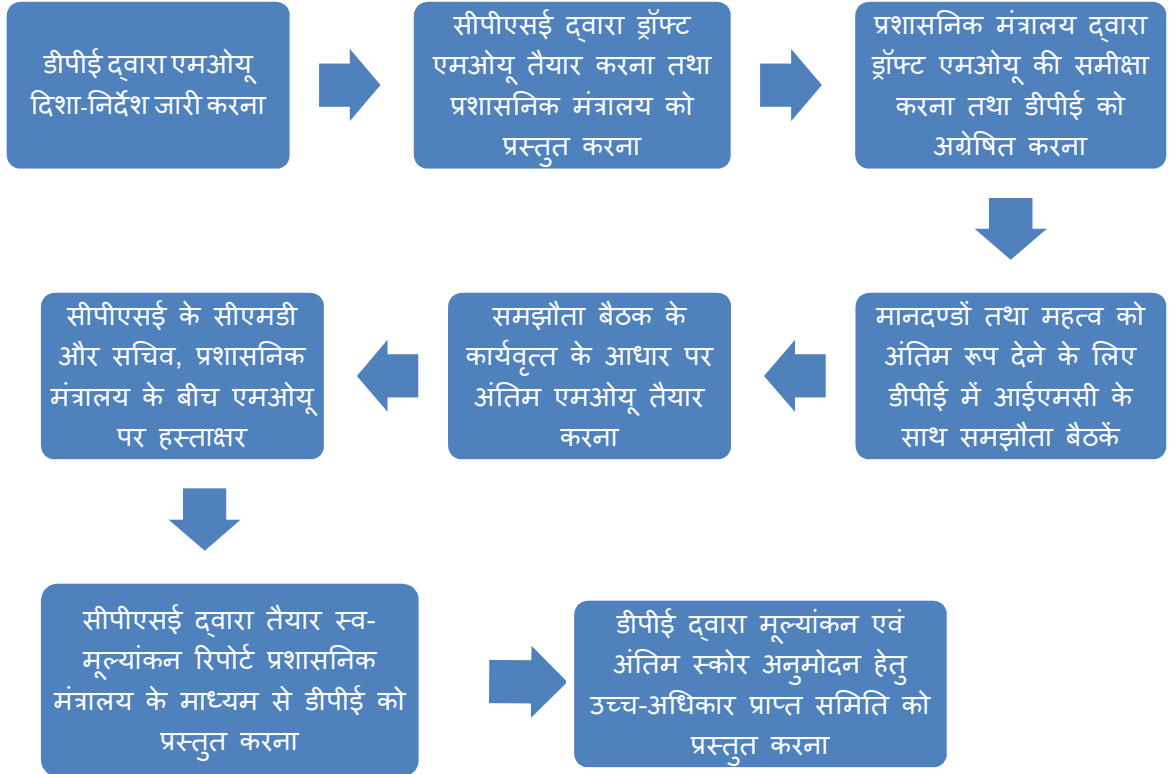 डीपीई द्वारा एमओयू
दिशा-निर्देश जारी करना
सीपीएसई द्वारा ड्रॉफ्ट
एमओयू तैयार करना तथा
प्रशासनिक मंत्रालय को
प्रस्तुत करना
प्रशासनिक मंत्रालय द्वारा
ड्रॉफ्ट एमओयू की समीक्षा
करना तथा डीपीई को
अग्रेषित करना
मानदण्डों तथा महत्व को
अंतिम रूप देने के लिए
डीपीई में आईएमसी के
साथ समझौता बैठकें
समझौता बैठक के
कार्यवृत्त के आधार पर
अंतिम एमओयू तैयार
करना
सीपीएसई के सीएमडी
और सचिव, प्रशासनिक
मंत्रालय के बीच एमओयू
पर हस्ताक्षर
सीपीएसई द्वारा तैयार स्व-
मूल्यांकन रिपोर्ट प्रशासनिक
मंत्रालय के माध्यम से डीपीई को
प्रस्तुत करना
डीपीई द्वारा मूल्यांकन एवं
अंतिम स्कोर अनुमोदन हेतु
उच्च-अधिकार प्राप्त समिति को
प्रस्तुत करना